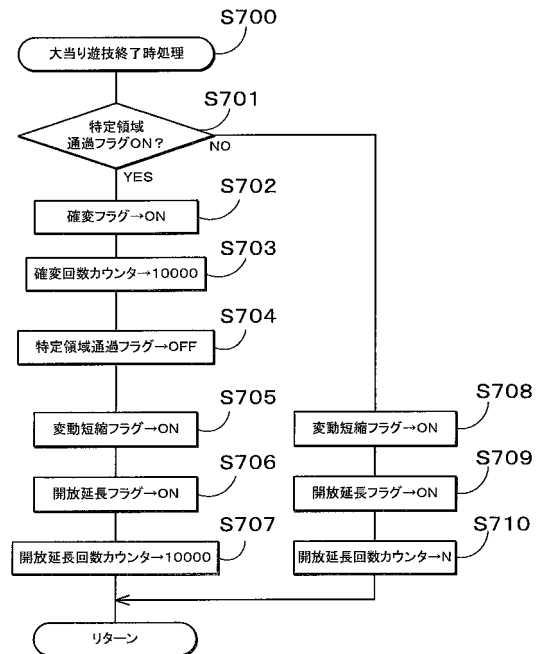 S700
大当り遊技終了時処理
S701
特定領域
通過フラグON?
NO
YES
S702
確変フラグ→ON
S703
確変回数カウンター→10000
S704
特定領域通過フラグ→OFF
S705
変動短縮フラグ→ON
S706
開放延長フラグ→ON
S707
開放延長回数カウンター→10000
S708
変動短縮フラグ→ON
S709
開放延長フラグ→ON
S710
開放延長回数カウンター→N
リターン